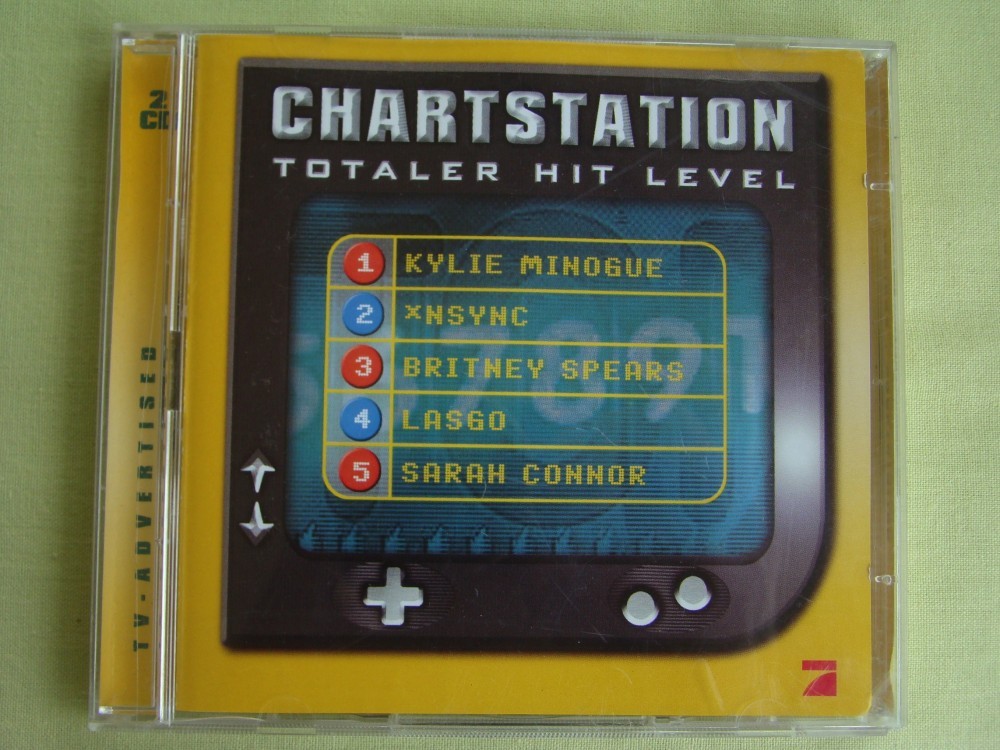 2
CD
TV-ADVERTISED
CHARTSTATION
TOTALER HIT LEVEL
1 KYLIE MINOGUE
2 *NSYNC
3 BRITNEY SPEARS
4 LASGO
5 SARAH CONNOR
7